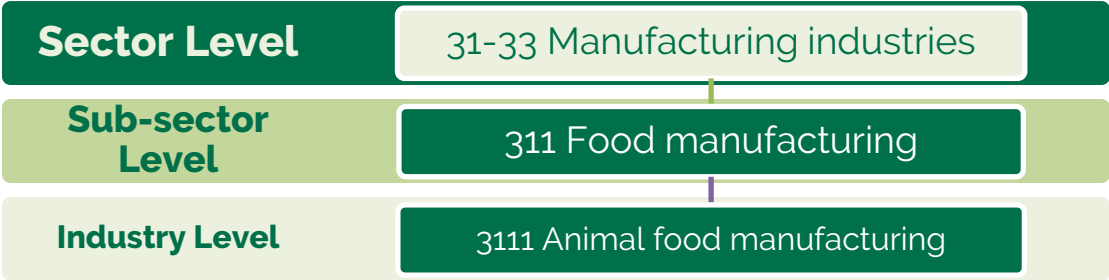 Sector Level
31-33 Manufacturing industries
Sub-sector
Level
311 Food manufacturing
Industry Level
3111 Animal food manufacturing